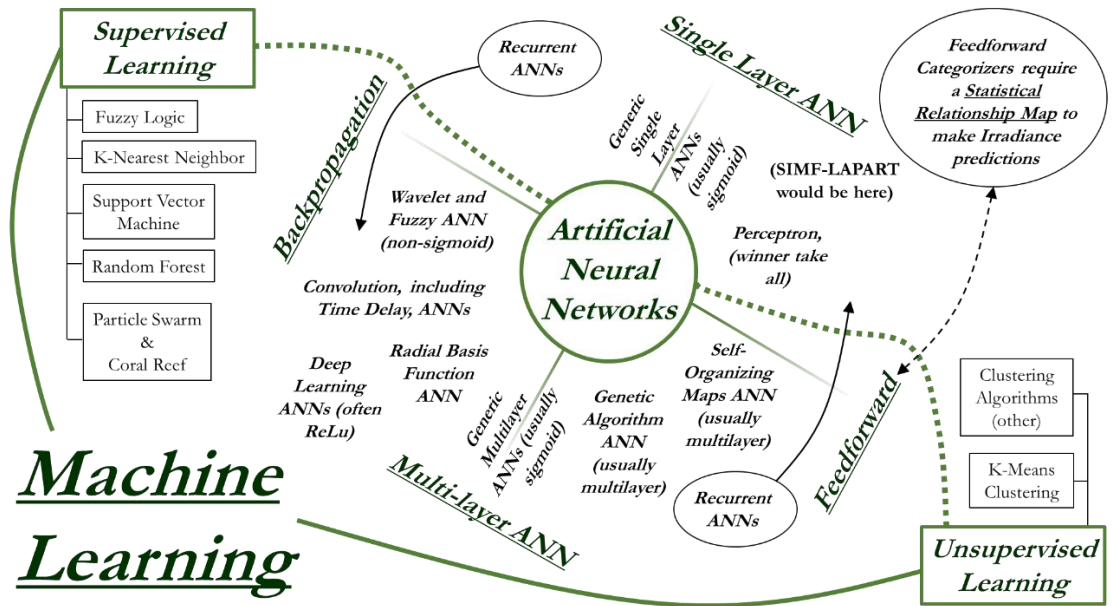 Supervised
Learning
Fuzzy Logic
K-Nearest Neighbor
Support Vector
Machine
Random Forest
Particle Swarm
&
Coral Reef
Machine
Learning
Backpropagation
Recurrent
ANNs
Wavelet and
Fuzzy ANN
(non-sigmoid)
Convolution, including
Time Delay, ANNs
Deep
Learning
ANNs (often
ReLu)
Radial Basis
Function
ANN
Generic
Multilayer
ANNs (usually
sigmoid)
Multi-layer ANN
Artificial
Neural
Networks
Single Layer ANN
Generic
Single
Layer
ANNs
(usually
sigmoid)
(SIMF-LAPART
would be here)
Perceptron,
(winner take
all)
Feedforward
Categorizers require
a Statistical
Relationship Map to
make Irradiance
predictions
Self-
Organizing
Maps ANN
(usually
multilayer)
Genetic
Algorithm
ANN
(usually
multilayer)
Recurrent
ANNs
Feedforward
Clustering
Algorithms
(other)
K-Means
Clustering
Unsupervised
Learning